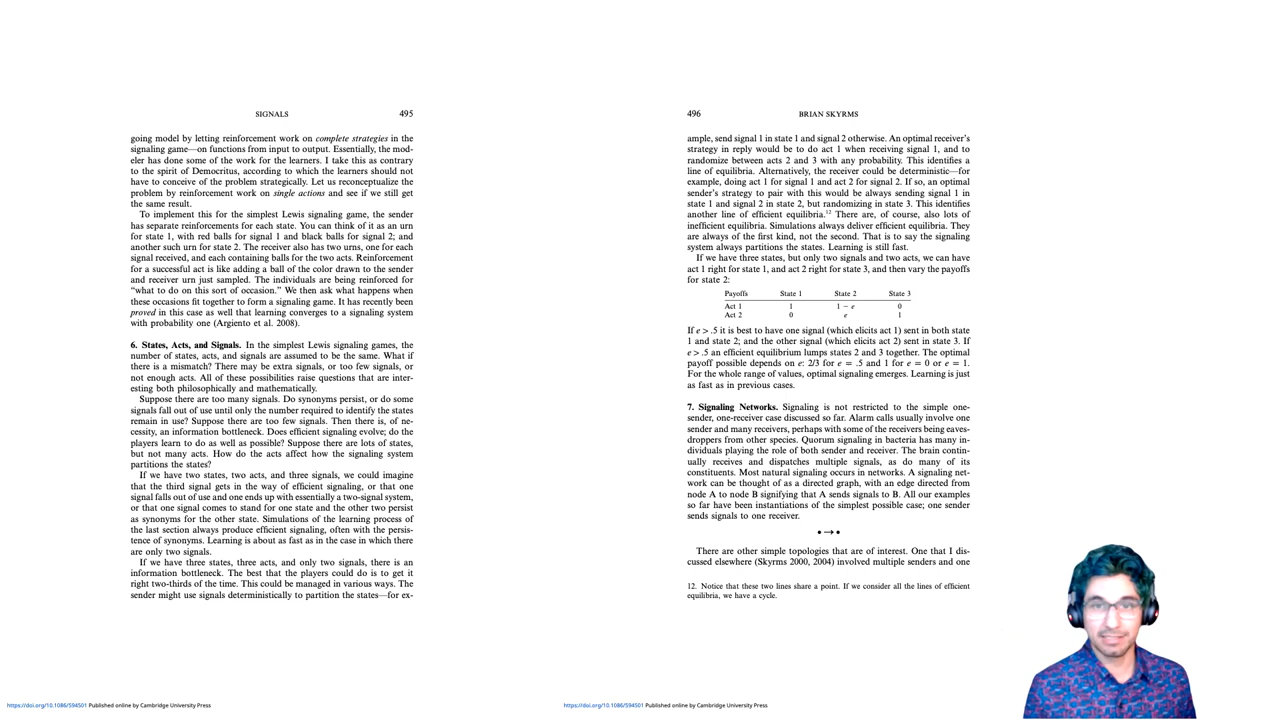 SIGNALS 495
going model by letting reinforcement work on complete strategies in the
signaling game—on functions from input to output. Essentially, the mod-
eler has done some of the work for the learners. I take this as contrary
to the spirit of Democritus, according to which the learners should not
have to conceive of the problem strategically. Let us reconceptualize the
problem by reinforcement work on single actions and see if we still get
the same result.
To implement this for the simplest Lewis signaling game, the sender
has separate reinforcements for each state. You can think of it as an urn
for state 1, with red balls for signal 1 and black balls for signal 2; and
another such urn for state 2. The receiver also has two urns, one for each
signal received, and each containing balls for the two acts. Reinforcement
for a successful act is like adding a ball of the color drawn to the sender
and receiver urn just sampled. The individuals are being reinforced for
“what to do on this sort of occasion.” We then ask what happens when
these occasions fit together to form a signaling game. It has recently been
proved in this case as well that learning converges to a signaling system
with probability one (Argiento et al. 2008).
6. States, Acts, and Signals. In the simplest Lewis signaling games, the
number of states, acts, and signals are assumed to be the same. What if
there is a mismatch? There may be extra signals, or too few signals, or
not enough acts. All of these possibilities raise questions that are inter-
esting both philosophically and mathematically.
Suppose there are too many signals. Do synonyms persist, or do some
signals fall out of use until only the number required to identify the states
remain in use? Suppose there are too few signals. Then there is, of ne-
cessity, an information bottleneck. Does efficient signaling evolve; do the
players learn to do as well as possible? Suppose there are lots of states,
but not many acts. How do the acts affect how the signaling system
partitions the states?
If we have two states, two acts, and three signals, we could imagine
that the third signal gets in the way of efficient signaling, or that one
signal falls out of use and one ends up with essentially a two-signal system,
or that one signal comes to stand for one state and the other two persist
as synonyms for the other state. Simulations of the learning process of
the last section always produce efficient signaling, often with the persis-
tence of synonyms. Learning is about as fast as in the case in which there
are only two signals.
If we have three states, three acts, and only two signals, there is an
information bottleneck. The best that the players could do is to get it
right two-thirds of the time. This could be managed in various ways. The
sender might use signals deterministically to partition the states—for ex-
https://doi.org/10.1086/594501 Published online by Cambridge University Press
496 BRIAN SKYRMS
ample, send signal 1 in state 1 and signal 2 otherwise. An optimal receiver’s
strategy in reply would be to do act 1 when receiving signal 1, and to
randomize between acts 2 and 3 with any probability. This identifies a
line of equilibria. Alternatively, the receiver could be deterministic—for
example, doing act 1 for signal 1 and act 2 for signal 2. If so, an optimal
sender’s strategy to pair with this would be always sending signal 1 in
state 1 and signal 2 in state 2, but randomizing in state 3. This identifies
another line of efficient equilibria.12 There are, of course, also lots of
inefficient equilibria. Simulations always deliver efficient equilibria. They
are always of the first kind, not the second. That is to say the signaling
system always partitions the states. Learning is still fast.
If we have three states, but only two signals and two acts, we can have
act 1 right for state 1, and act 2 right for state 3, and then vary the payoffs
for state 2:
Payoffs State 1 State 2 State 3
Act 1 1 1 − e 0
Act 2 0 e 1
If e > .5 it is best to have one signal (which elicits act 1) sent in both state
1 and state 2; and the other signal (which elicits act 2) sent in state 3. If
e > .5 an efficient equilibrium lumps states 2 and 3 together. The optimal
payoff possible depends on e: 2/3 for e = .5 and 1 for e = 0 or e = 1.
For the whole range of values, optimal signaling emerges. Learning is just
as fast as in previous cases.
7. Signaling Networks. Signaling is not restricted to the simple one-
sender, one-receiver case discussed so far. Alarm calls usually involve one
sender and many receivers, perhaps with some of the receivers being eaves-
droppers from other species. Quorum signaling in bacteria has many in-
dividuals playing the role of both sender and receiver. The brain contin-
ually receives and dispatches multiple signals, as do many of its
constituents. Most natural signaling occurs in networks. A signaling net-
work can be thought of as a directed graph, with an edge directed from
node A to node B signifying that A sends signals to B. All our examples
so far have been instantiations of the simplest possible case; one sender
sends signals to one receiver.
•→•
There are other simple topologies that are of interest. One that I dis-
cussed elsewhere (Skyrms 2000, 2004) involved multiple senders and one
12. Notice that these two lines share a point. If we consider all the lines of efficient
equilibria, we have a cycle.
https://doi.org/10.1086/594501 Published online by Cambridge University Press